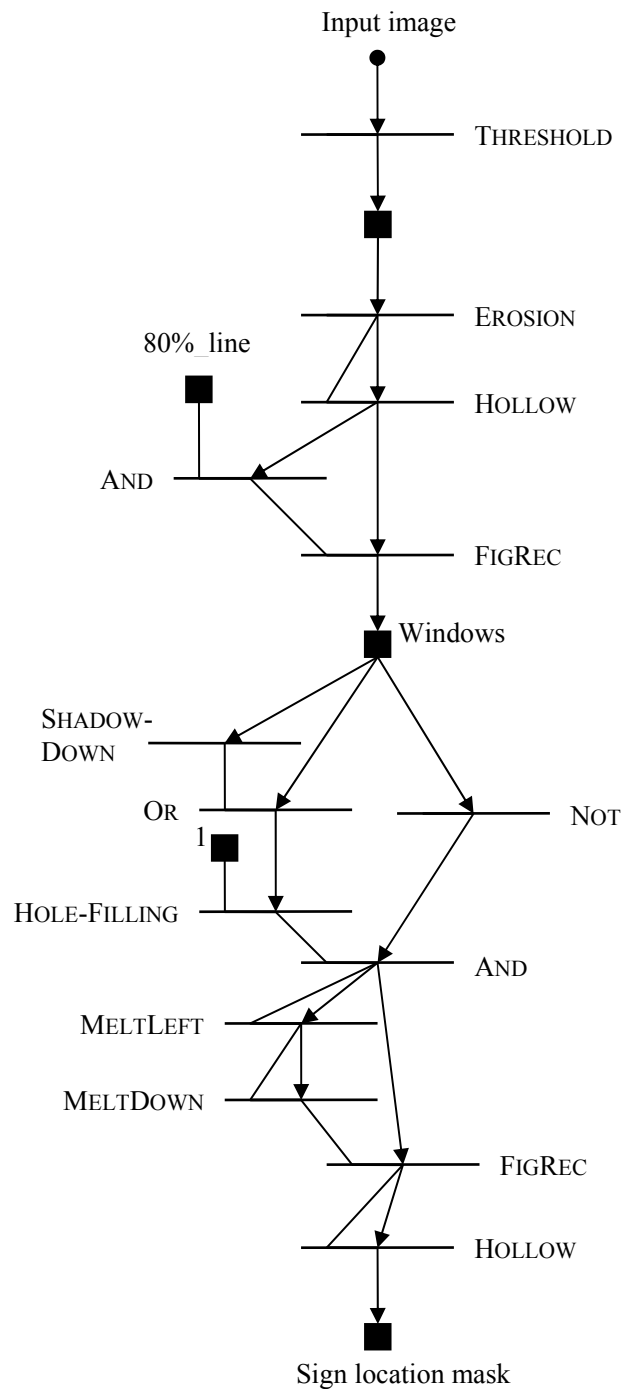 Input image
THRESHOLD
EROSION
80%_line
HOLLOW
AND
FIGREC
Windows
SHADOW-
DOWN
OR
NOT
1
HOLE-FILLING
AND
MELTLEFT
MELTDOWN
FIGREC
HOLLOW
Sign location mask